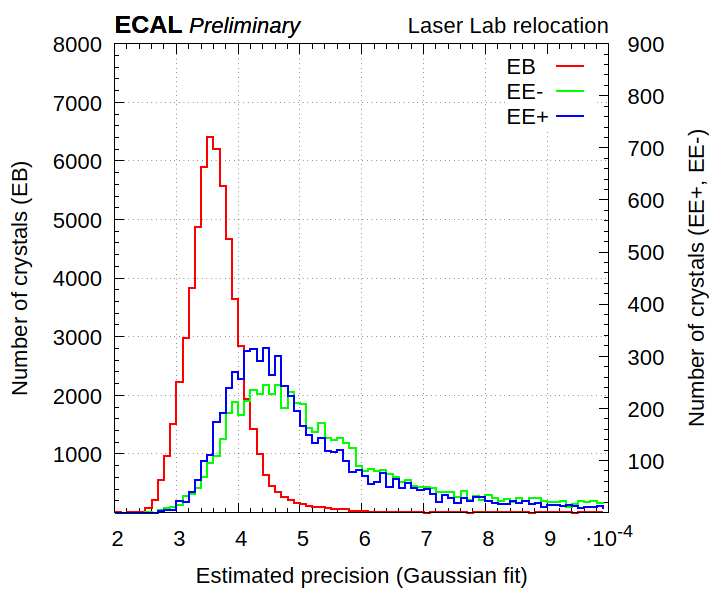 ECAL Preliminary Laser Lab relocation
8000 900
7000 800
6000 700
5000 600
4000 500
3000 400
2000 300
1000 200
100
EB
EE-
EE+
Number of crystals (EB)
Number of crystals (EE+, EE-)
2 3 4 5 6 7 8 9 ·10-4
Estimated precision (Gaussian fit)